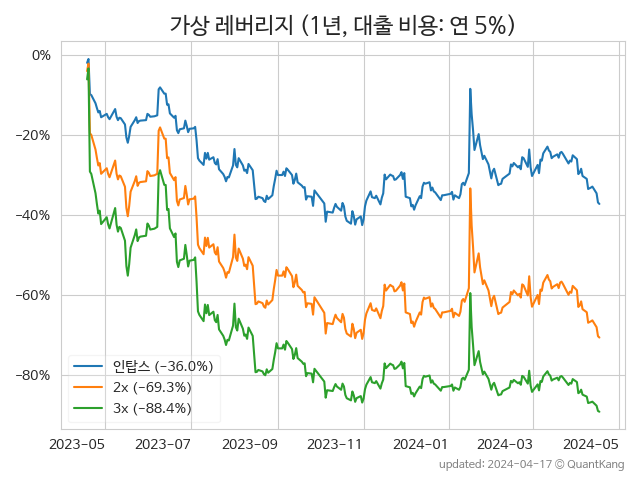 가상 레버리지 (1년, 대출 비용: 연 5%)
0%
−20%
−40%
−60%
−80%
인탑스 (−36.0%)
2x (−69.3%)
3x (−88.4%)
2023-05 2023-07 2023-09 2023-11 2024-01 2024-03 2024-05
updated: 2024-04-17 © QuantKang